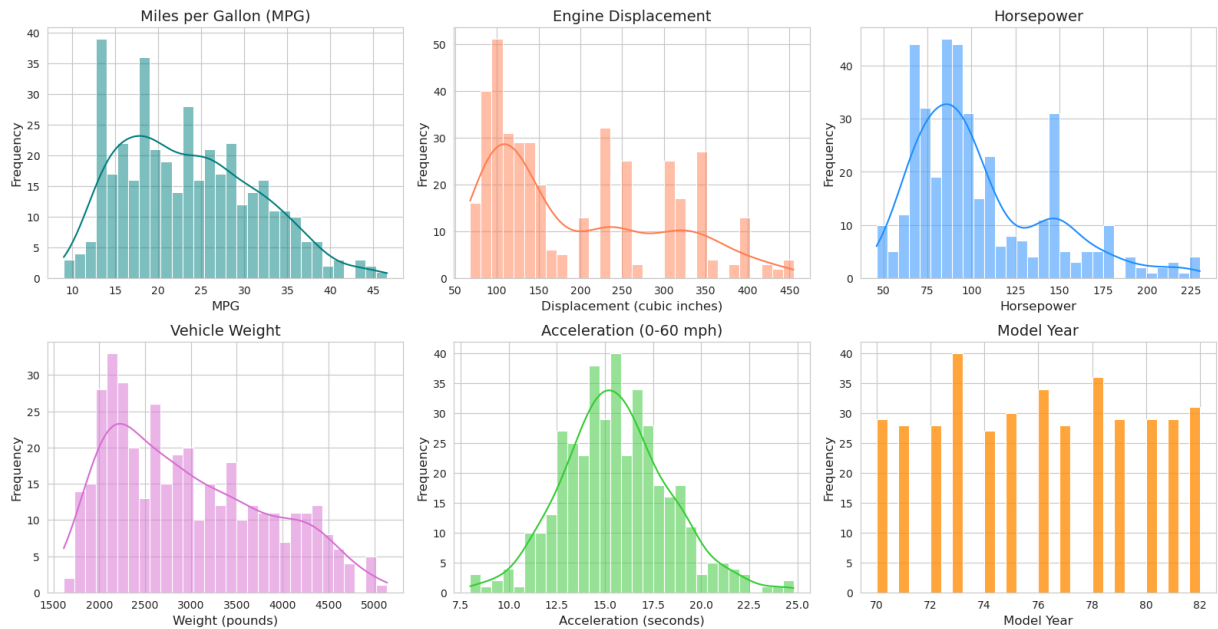 Miles per Gallon (MPG)
Frequency
40
35
30
25
20
15
10
5
0
10 15 20 25 30 35 40 45
MPG
Engine Displacement
Frequency
50
40
30
20
10
0
50 100 150 200 250 300 350 400 450
Displacement (cubic inches)
Horsepower
Frequency
40
30
20
10
0
50 75 100 125 150 175 200 225
Horsepower
Vehicle Weight
Frequency
30
25
20
15
10
5
0
1500 2000 2500 3000 3500 4000 4500 5000
Weight (pounds)
Acceleration (0-60 mph)
Frequency
40
35
30
25
20
15
10
5
0
7.5 10.0 12.5 15.0 17.5 20.0 22.5 25.0
Acceleration (seconds)
Model Year
Frequency
40
35
30
25
20
15
10
5
0
70 72 74 76 78 80 82
Model Year